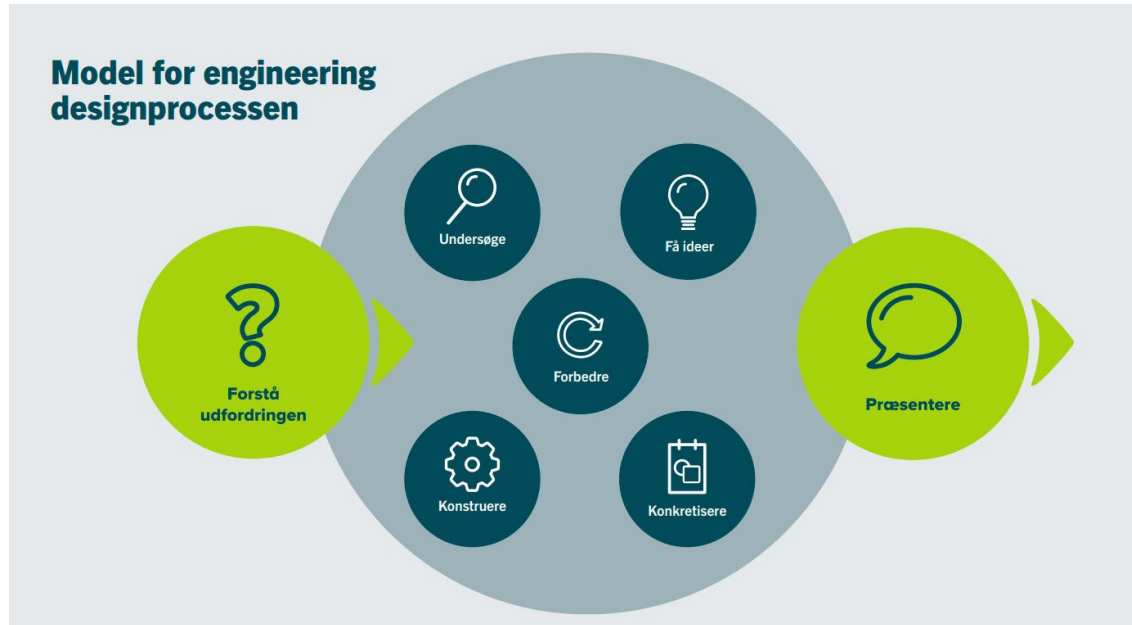 Model for engineering
designprocessen
Undersøge
Få ideer
Forbedre
Forstå
udfordringen
Præsentere
Konstruere
Konkretisere